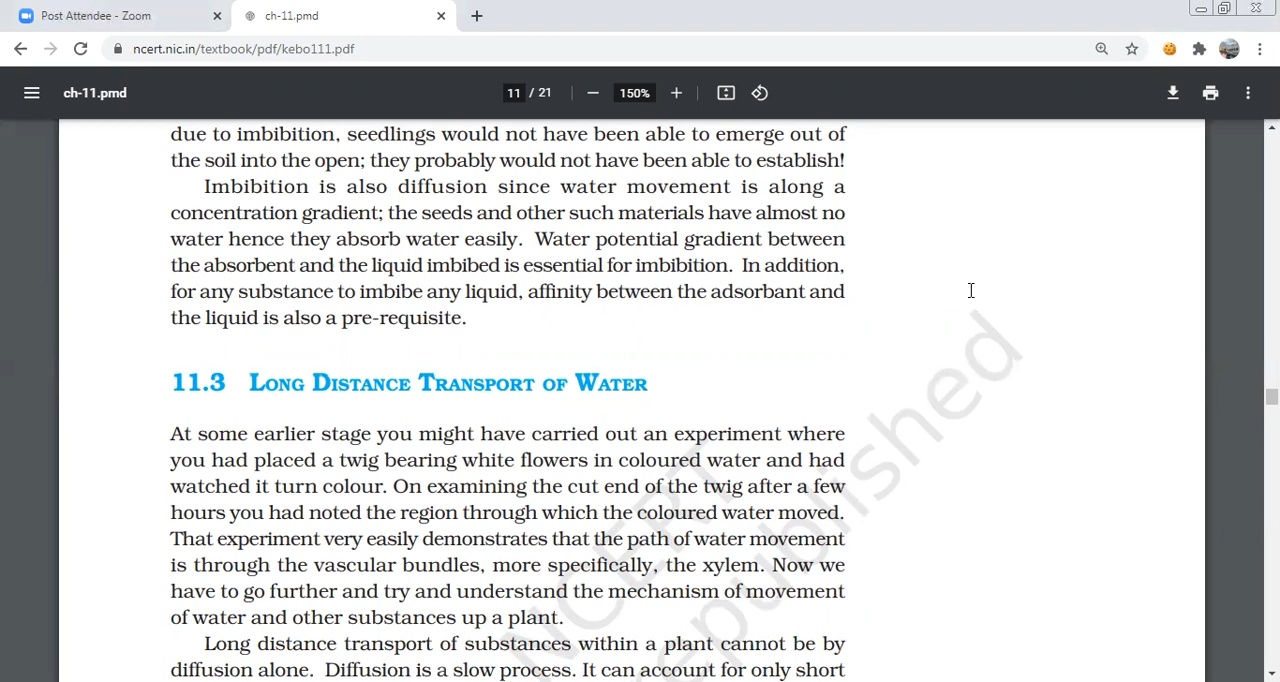 Post Attendee - Zoom
ch-11.pmd
ncert.nic.in/textbook/pdf/kebo111.pdf
ch-11.pmd
11 / 21
150%
due to imbibition, seedlings would not have been able to emerge out of
the soil into the open; they probably would not have been able to establish!
Imbibition is also diffusion since water movement is along a
concentration gradient; the seeds and other such materials have almost no
water hence they absorb water easily. Water potential gradient between
the absorbent and the liquid imbibed is essential for imbibition. In addition,
for any substance to imbibe any liquid, affinity between the adsorbant and
the liquid is also a pre-requisite.
11.3 LONG DISTANCE TRANSPORT OF WATER
At some earlier stage you might have carried out an experiment where
you had placed a twig bearing white flowers in coloured water and had
watched it turn colour. On examining the cut end of the twig after a few
hours you had noted the region through which the coloured water moved.
That experiment very easily demonstrates that the path of water movement
is through the vascular bundles, more specifically, the xylem. Now we
have to go further and try and understand the mechanism of movement
of water and other substances up a plant.
Long distance transport of substances within a plant cannot be by
diffusion alone. Diffusion is a slow process. It can account for only short
NCERT
republished